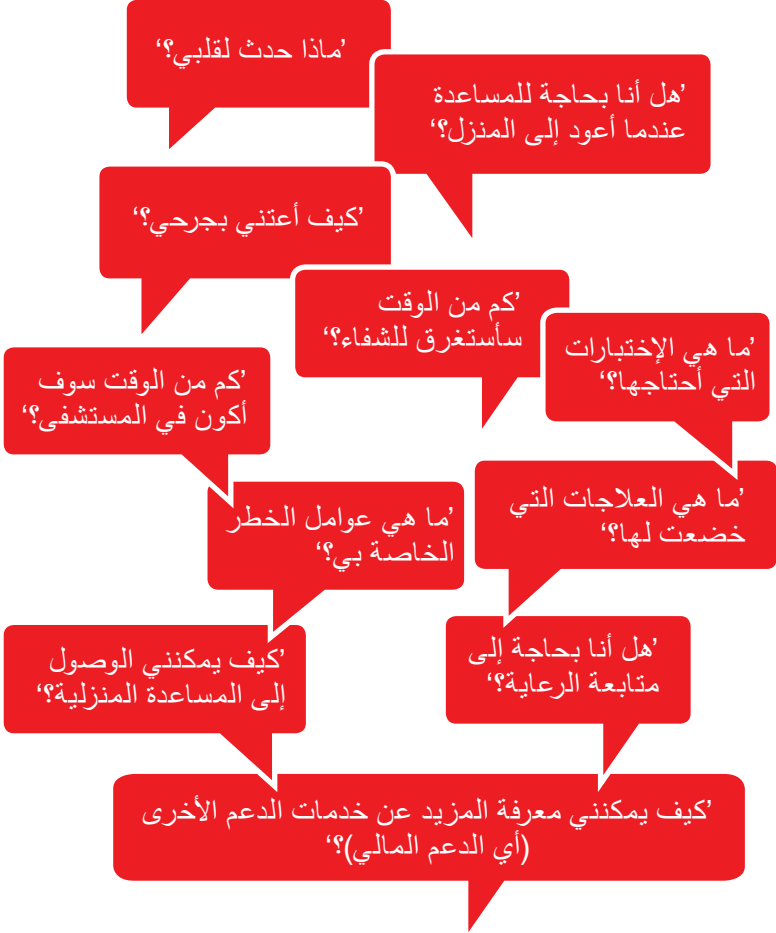 ’ماذا حدث لقلبي؟‘
’هل أنا بحاجة للمساعدة
عندما أعود إلى المنزل؟‘
’كيف أعتني بجرحي؟‘
’كم من الوقت
سأستغرق للشفاء؟‘
’ما هي الإختبارات
التي أحتاجها؟‘
’كم من الوقت سوف
أكون في المستشفى؟‘
’ما هي العلاجات التي
خضعت لها؟‘
’ما هي عوامل الخطر
الخاصة بي؟‘
’هل أنا بحاجة إلى
متابعة الرعاية؟‘
’كيف يمكنني الوصول
إلى المساعدة المنزلية؟‘
’كيف يمكنني معرفة المزيد عن خدمات الدعم الأخرى
(أي الدعم المالي)؟‘